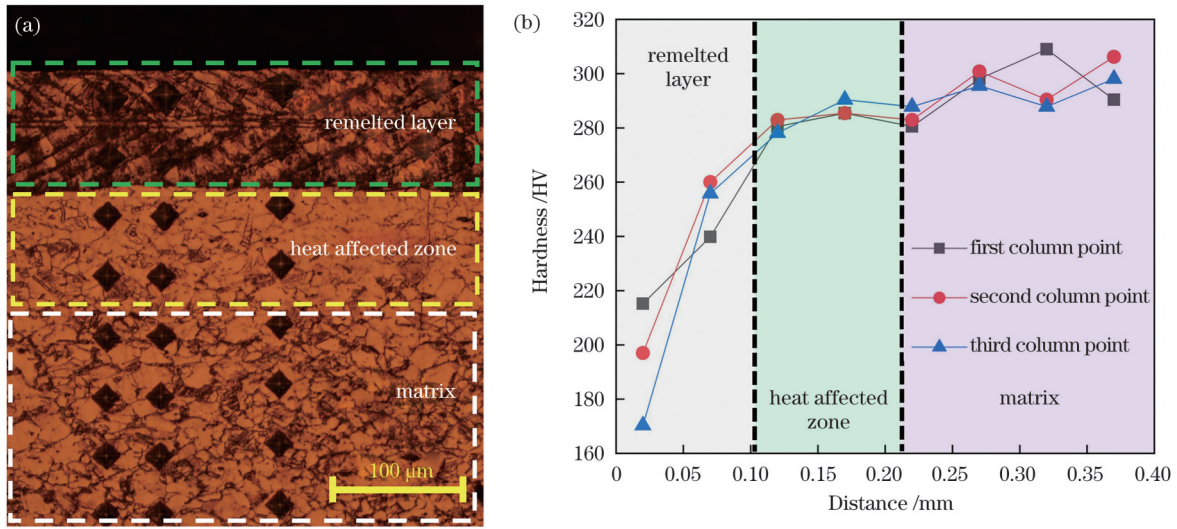 (a)
remelted layer
heat affected zone
matrix
100 μm
(b)
Hardness /HV
320
300
280
260
240
220
200
180
160
remelted
layer
heat affected
zone
matrix
first column point
second column point
third column point
0
0.05
0.10
0.15
0.20
0.25
0.30
0.35
0.40
Distance /mm